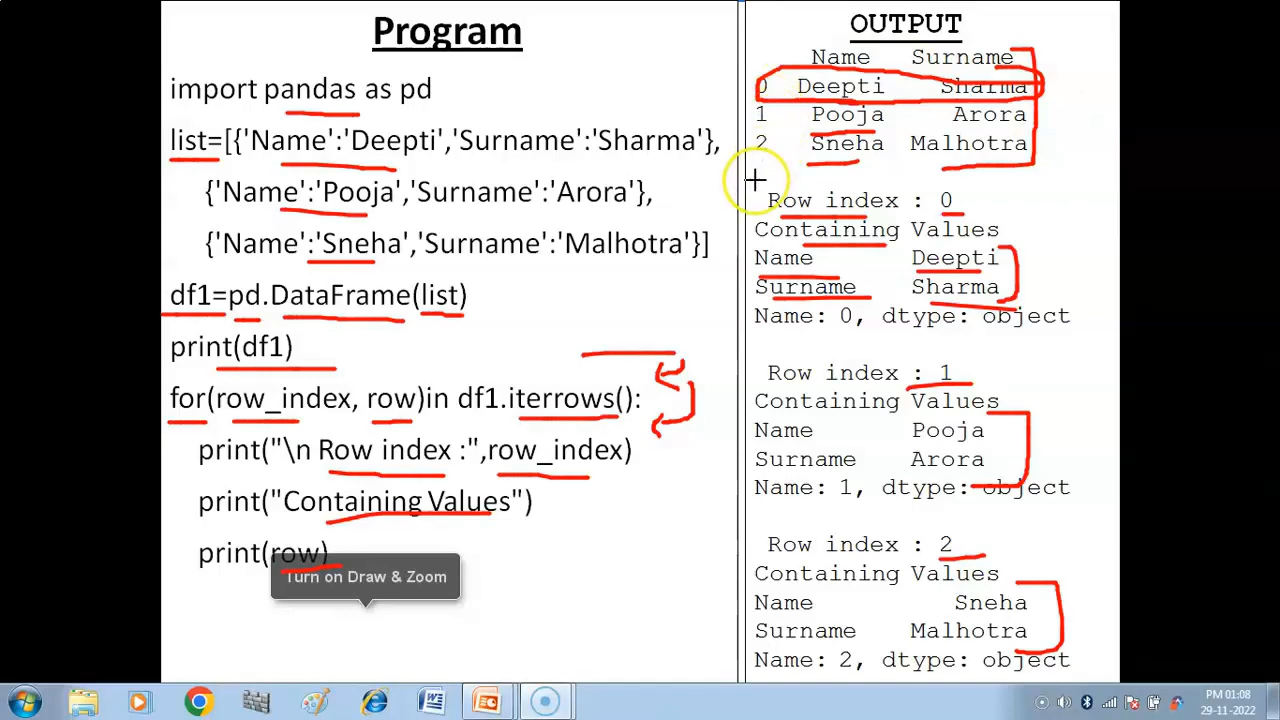 Program
import pandas as pd
list=[{'Name':'Deepti','Surname':'Sharma'},
{'Name':'Pooja','Surname':'Arora'},
{'Name':'Sneha','Surname':'Malhotra'}]
df1=pd.DataFrame(list)
print(df1)
for(row_index, row)in df1.iterrows():
print("\n Row index :",row_index)
print("Containing Values")
print(row)
Turn on Draw & Zoom
OUTPUT
Name Surname
0 Deepti Sharma
1 Pooja Arora
2 Sneha Malhotra
Row index : 0
Containing Values
Name Deepti
Surname Sharma
Name: 0, dtype: object
Row index : 1
Containing Values
Name Pooja
Surname Arora
Name: 1, dtype: object
Row index : 2
Containing Values
Name Sneha
Surname Malhotra
Name: 2, dtype: object
PM 01:08
29-11-2022